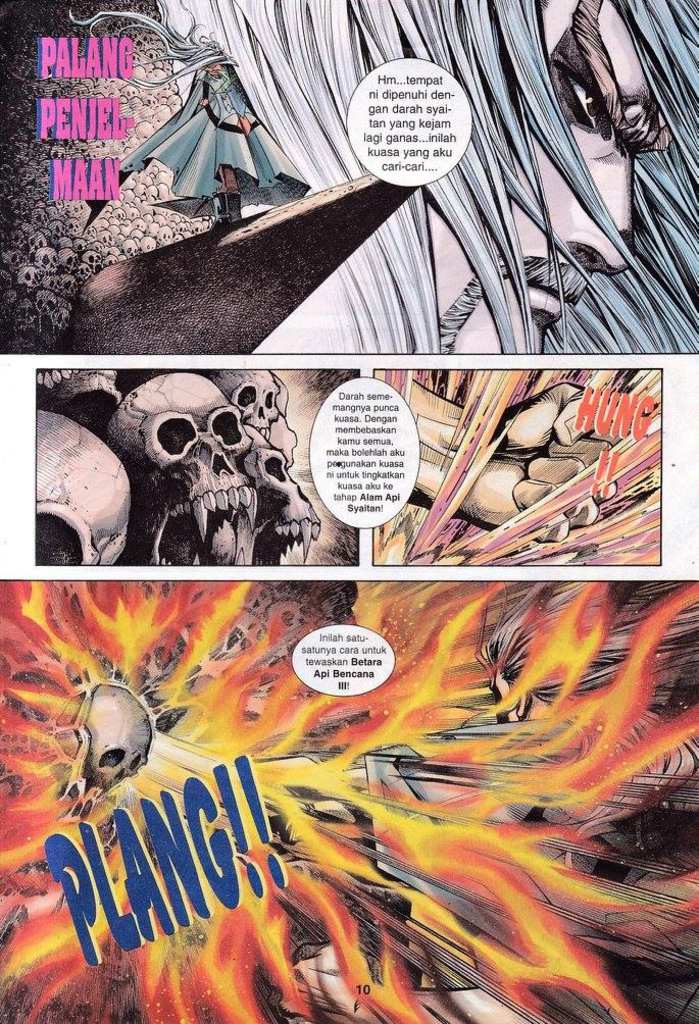 PALANG
PENJEL-
MAAN
Hm...tempat
ni dipenuhi den-
gan darah syai-
tan yang kejam
lagi ganas...inilah
kuasa yang aku
cari-cari....
Darah seme-
mangnya punca
kuasa. Dengan
membebaskan
kamu semua,
maka bolehlah aku
pergunakan kuasa
ni untuk tingkatkan
kuasa aku ke
tahap Alam Api
Syaitan!
HUNG
!!
Inilah satu-
satunya cara untuk
tewaskan Betara
Api Bencana
III!
PLANG!!
10